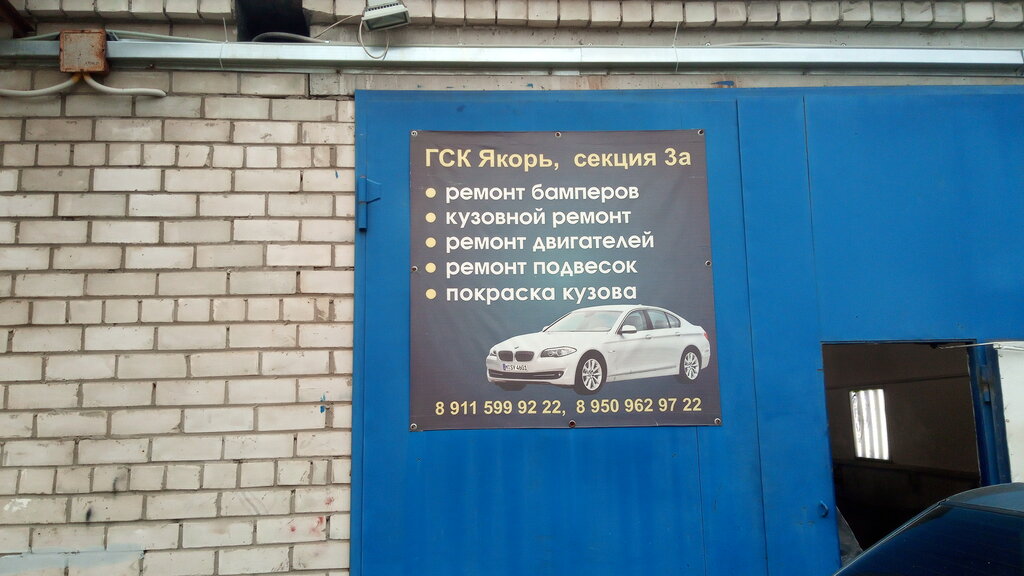 ГСК Якорь, секция 3а
• ремонт бамперов
• кузовной ремонт
• ремонт двигателей
• ремонт подвесок
• покраска кузова
8 911 599 92 22, 8 950 962 97 22